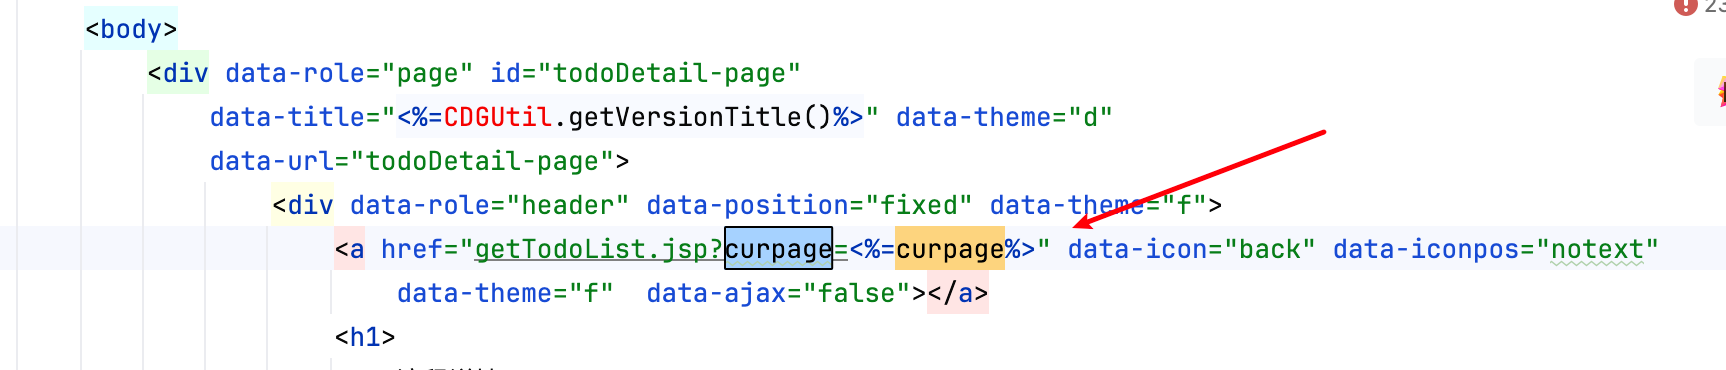 <body>
<div data-role="page" id="todoDetail-page"
data-title="<%=CDGUtil.getVersionTitle()%>" data-theme="d"
data-url="todoDetail-page">
<div data-role="header" data-position="fixed" data-theme="f">
<a href="getTodoList.jsp?curpage=<%=curpage%>" data-icon="back" data-iconpos="notext"
data-theme="f"  data-ajax="false"></a>
<h1>